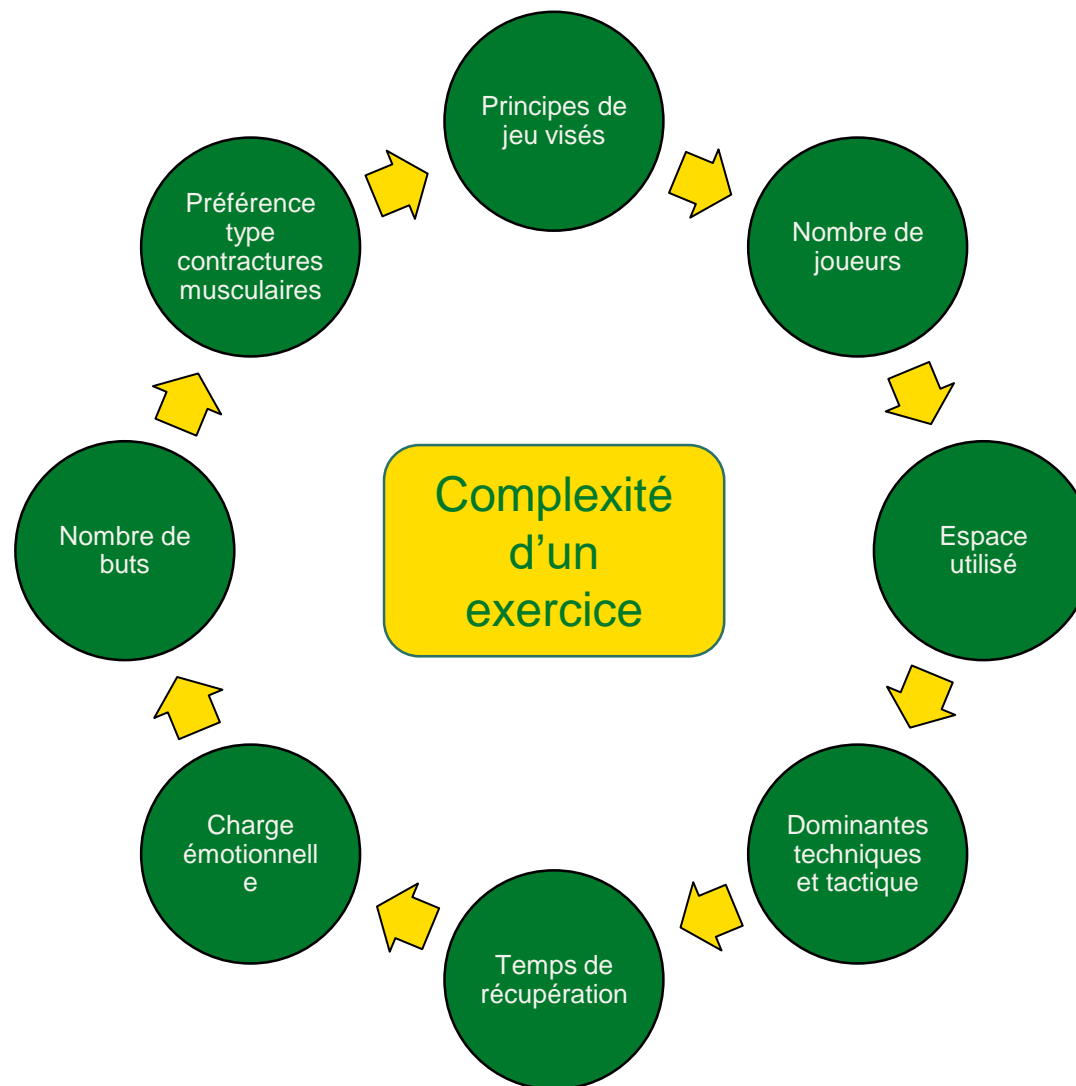 Principes de
jeu visés
Nombre de
joueurs
Espace
utilisé
Dominantes
techniques
et tactique
Temps de
récupération
Charge
émotionnell
e
Nombre de
buts
Préférence
type
contractures
musculaires
Complexité
d’un
exercice